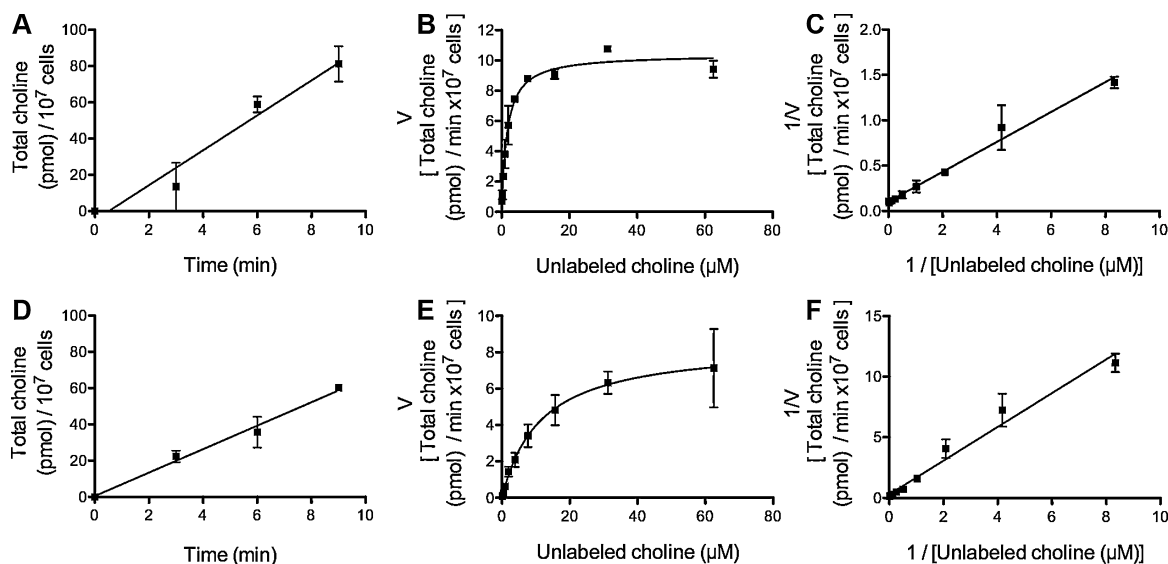 A
Total choline
(pmol) / 10⁷ cells
100
80
60
40
20
0
0 2 4 6 8 10
Time (min)
B
V
[ Total choline
(pmol) / min x10⁷ cells ]
12
10
8
6
4
2
0
0 20 40 60 80
Unlabeled choline (µM)
C
1/V
[ Total choline
(pmol) / min x10⁷ cells ]
2.0
1.5
1.0
0.5
0.0
0 2 4 6 8 10
1 / [Unlabeled choline (µM)]
D
Total choline
(pmol) / 10⁷ cells
100
80
60
40
20
0
0 2 4 6 8 10
Time (min)
E
V
[ Total choline
(pmol) / min x10⁷ cells ]
10
8
6
4
2
0
0 20 40 60 80
Unlabeled choline (µM)
F
1/V
[ Total choline
(pmol) / min x10⁷ cells ]
15
10
5
0
0 2 4 6 8 10
1 / [Unlabeled choline (µM)]